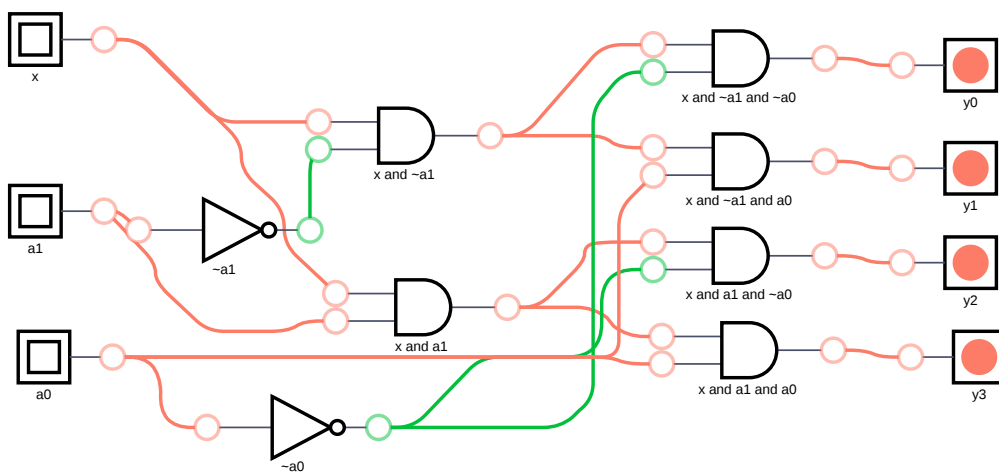 x
x and ~a1 and ~a0
y0
x and ~a1
x and ~a1 and a0
y1
a1
~a1
x and a1 and ~a0
y2
x and a1
a0
x and a1 and a0
y3
~a0